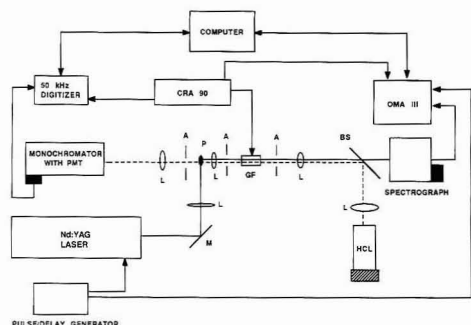 COMPUTER
50 kHz
DIGITIZER
CRA 90
OMA III
MONOCHROMATOR
WITH PMT
A
P
A
A
BS
L
L
GF
L
SPECTROGRAPH
L
L
Nd:YAG
LASER
M
HCL
PULSE/DELAY GENERATOR